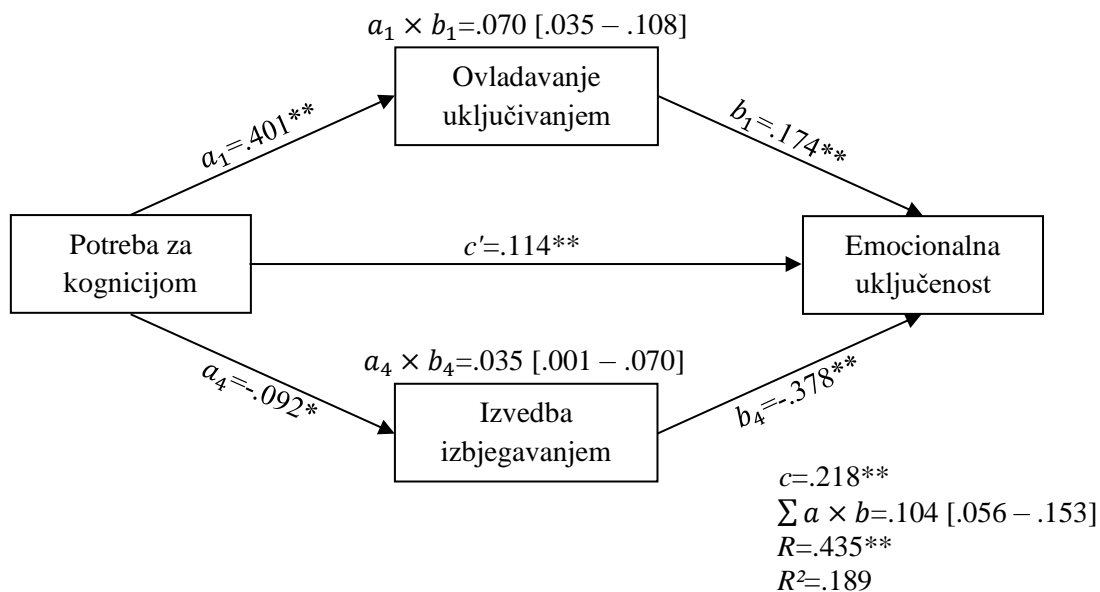 a₁ × b₁=.070 [.035 – .108]
Ovladavanje
uključivanjem
a₁=.401**
b₁=.174**
Potreba za
kognicijom
c'=.114**
Emocionalna
uključenost
a₄=-.092*
a₄ × b₄=.035 [.001 – .070]
Izvedba
izbjegavanjem
b₄=-.378**
c=.218**
∑ a × b=.104 [.056 – .153]
R=.435**
R²=.189